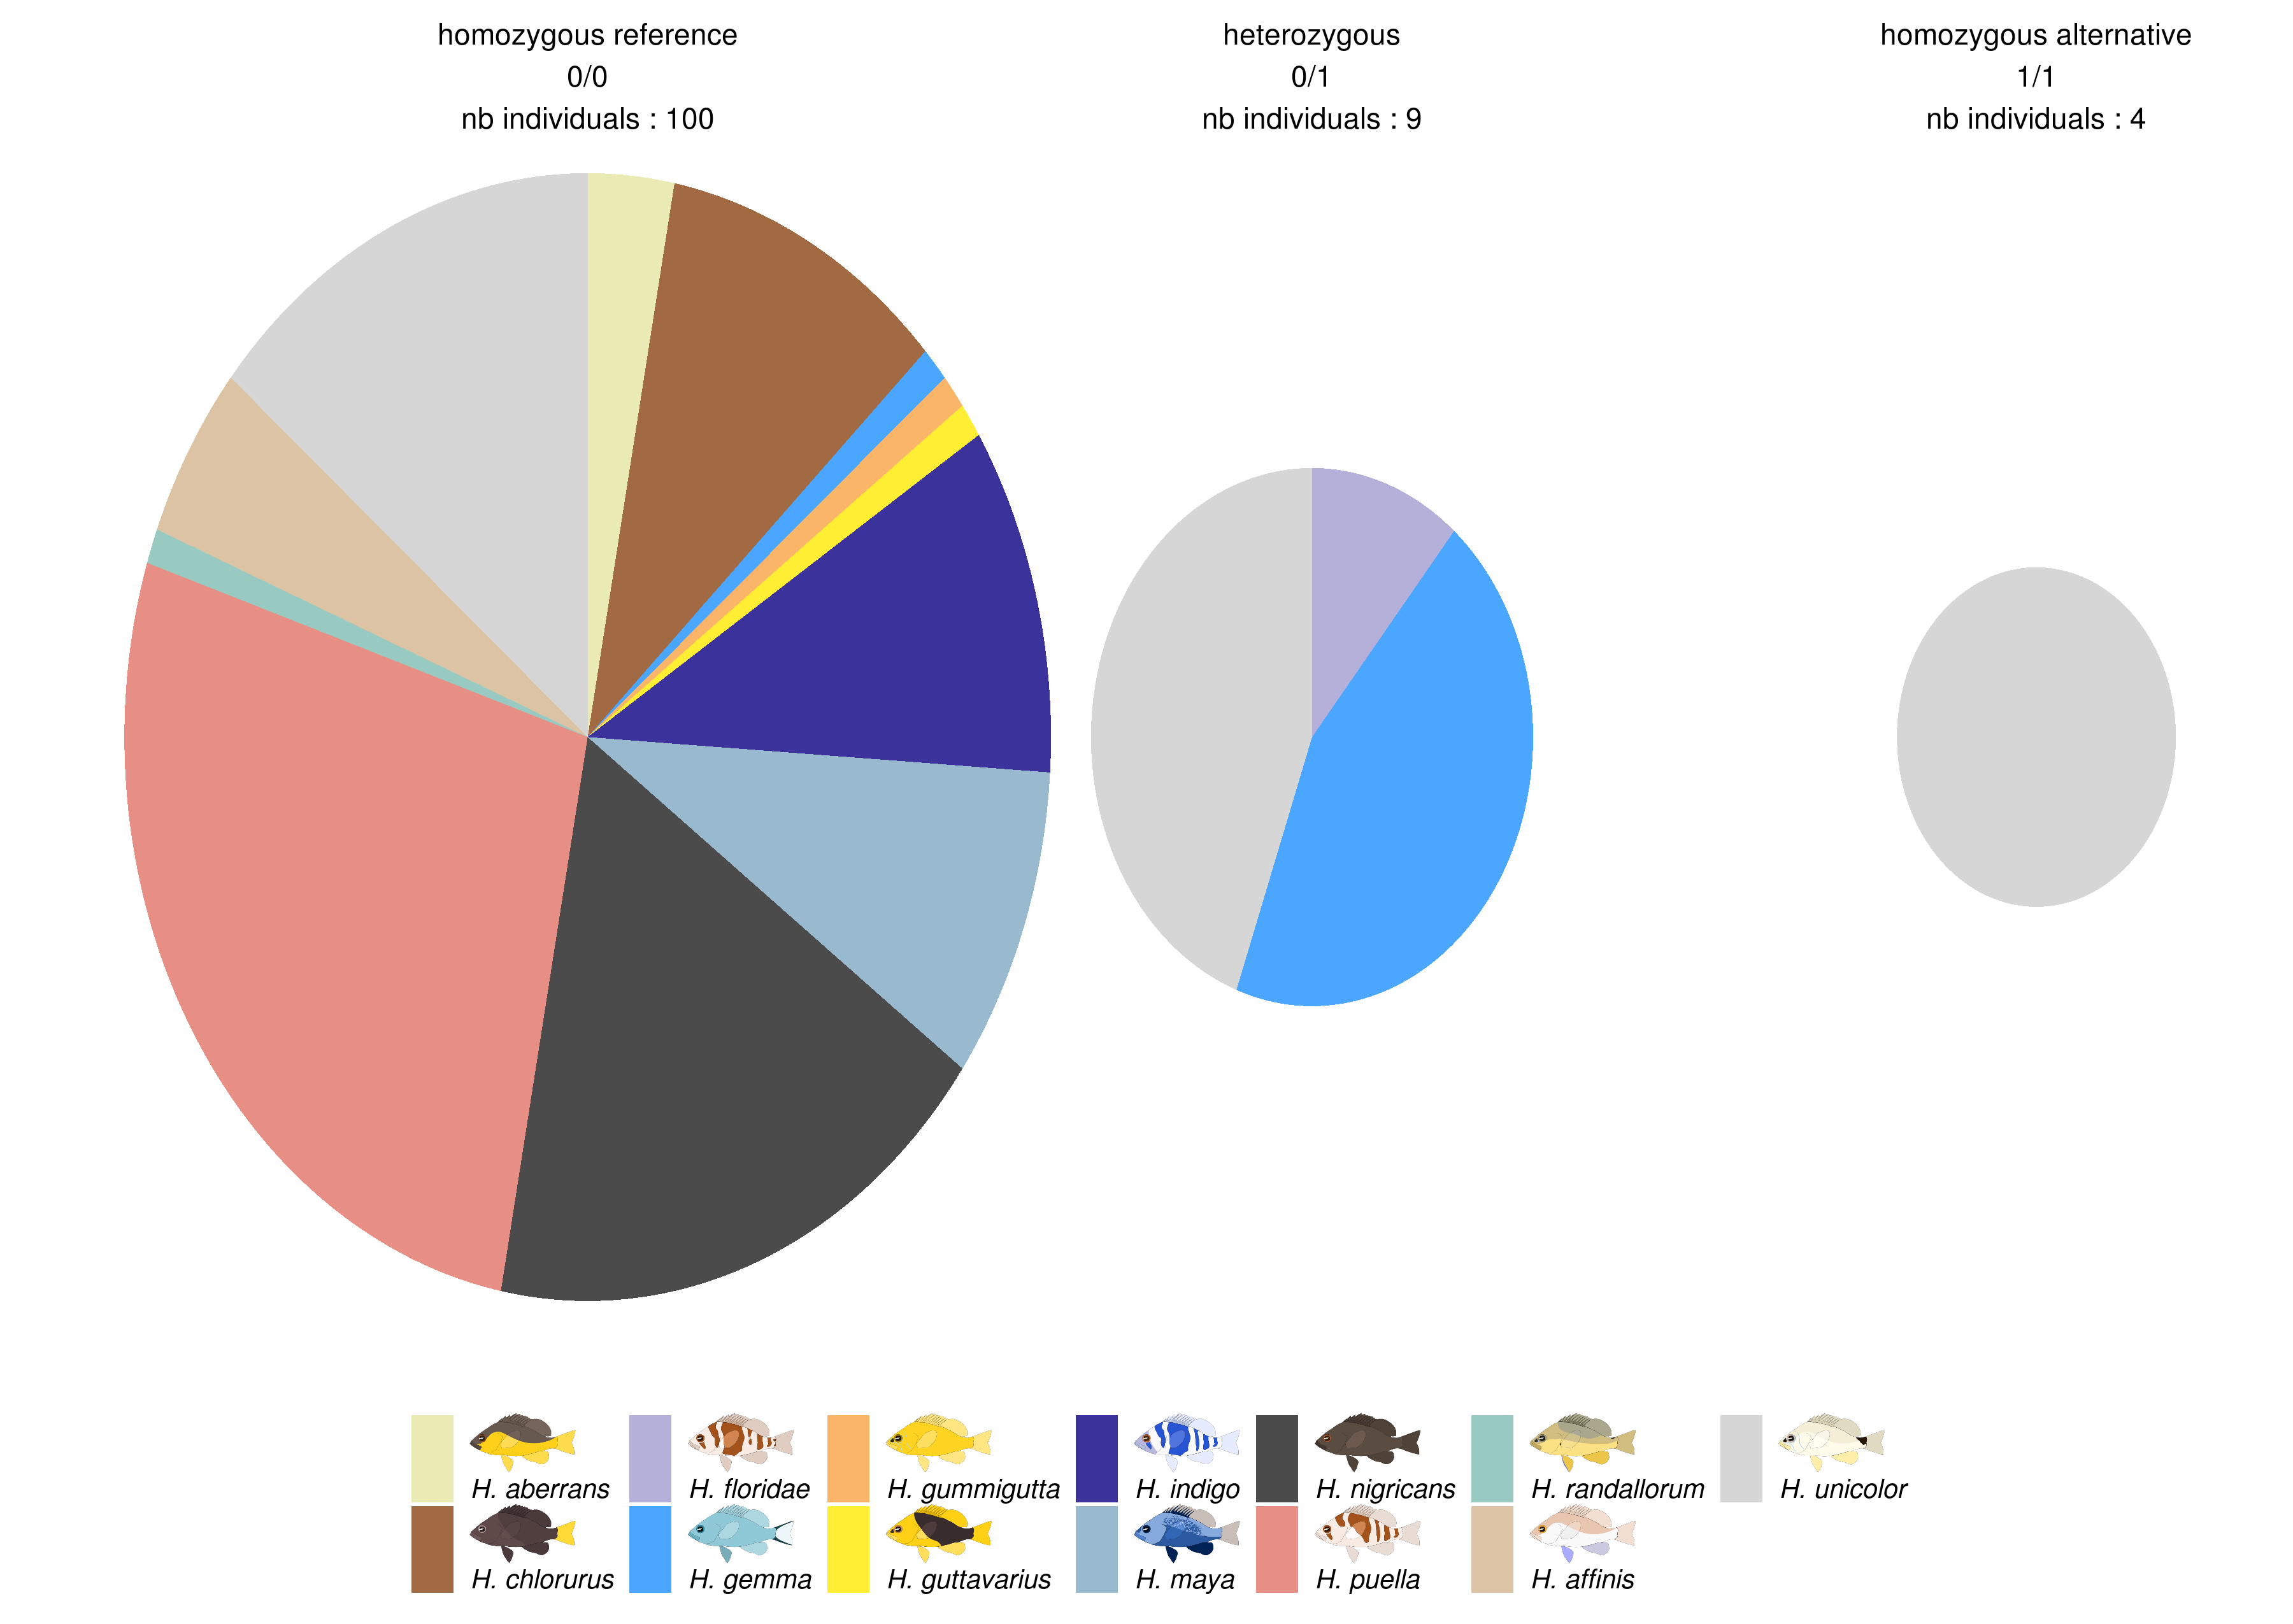 homozygous reference
0/0
nb individuals : 100
heterozygous
0/1
nb individuals : 9
homozygous alternative
1/1
nb individuals : 4
H. aberrans
H. floridae
H. gummigutta
H. indigo
H. nigricans
H. randallorum
H. unicolor
H. chlorurus
H. gemma
H. guttavarius
H. maya
H. puella
H. affinis